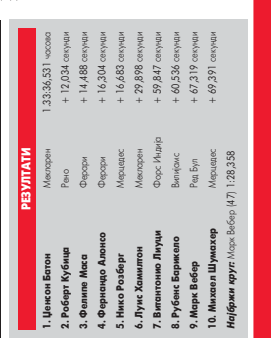 РЕЗУЛТАТИ
1. Џенсон Батон Мекларен 1.33:36,531 часова
2. Роберт Кубица Рено + 12,034 секунди
3. Фелипе Маса Ферари + 14,488 секунди
4. Фернандо Алонсо Ферари + 16,304 секунди
5. Нико Розберг Мерцедес + 16,683 секунди
6. Луис Хамилтон Мекларен + 29,898 секунди
7. Витантонио Лиуци Форс Индија + 59,847 секунди
8. Рубенс Барикело Вилијамс + 60,536 секунди
9. Марк Вебер Ред Бул + 67,319 секунди
10. Михаел Шумахер Мерцедес + 69,391 секунди
Најбржи круг: Марк Вебер (47) 1:28,358